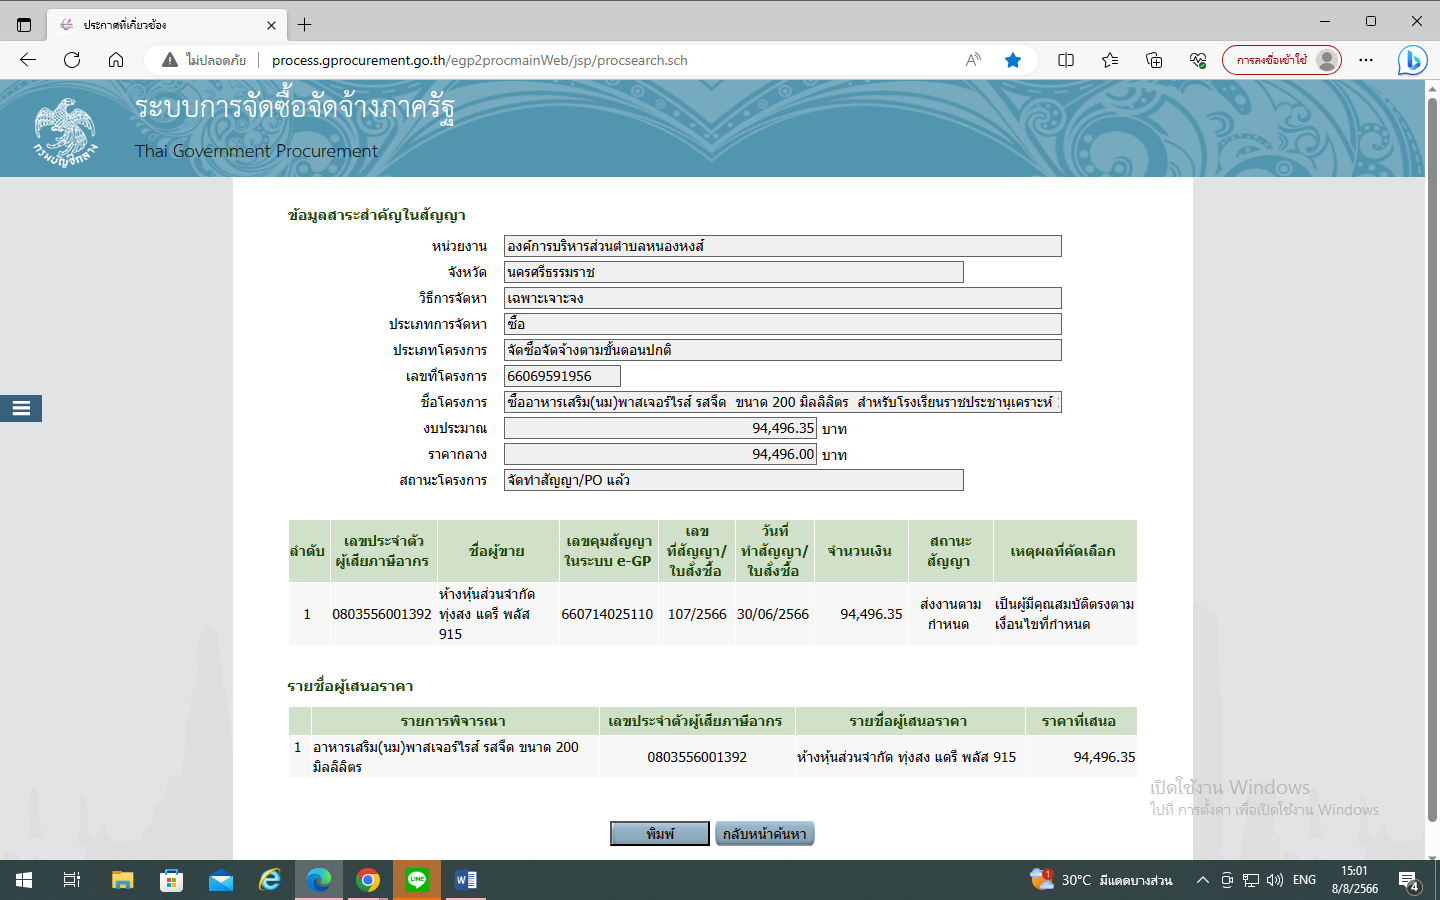 ประกาศที่เกี่ยวข้อง
ไม่ปลอดภัย
process.gprocurement.go.th/egp2procmainWeb/jsp/procsearch.sch
การลงชื่อเข้าใช้
ระบบการจัดซื้อจัดจ้างภาครัฐ
Thai Government Procurement
กรมบัญชีกลาง
ข้อมูลสาระสำคัญในสัญญา
หน่วยงาน องค์การบริหารส่วนตำบลหนองหงส์
จังหวัด นครศรีธรรมราช
วิธีการจัดหา เฉพาะเจาะจง
ประเภทการจัดหา ซื้อ
ประเภทโครงการ จัดซื้อจัดจ้างตามขั้นตอนปกติ
เลขที่โครงการ 66069591956
ชื่อโครงการ ซื้ออาหารเสริม(นม)พาสเจอร์ไรส์ รสจืด ขนาด 200 มิลลิลิตร สำหรับโรงเรียนราชประชานุเคราะห์
งบประมาณ 94,496.35 บาท
ราคากลาง 94,496.00 บาท
สถานะโครงการ จัดทำสัญญา/PO แล้ว
ลำดับ
เลขประจำตัว
ผู้เสียภาษีอากร
ชื่อผู้ขาย
เลขคุมสัญญา
ในระบบ e-GP
เลข
ที่สัญญา/
ใบสั่งซื้อ
วันที่
ทำสัญญา/
ใบสั่งซื้อ
จำนวนเงิน
สถานะ
สัญญา
เหตุผลที่คัดเลือก
1
0803556001392
ห้างหุ้นส่วนจำกัด
ทุ่งสง แดรี่ พลัส
915
660714025110
107/2566
30/06/2566
94,496.35
ส่งงานตาม
กำหนด
เป็นผู้มีคุณสมบัติตรงตาม
เงื่อนไขที่กำหนด
รายชื่อผู้เสนอราคา
รายการพิจารณา เลขประจำตัวผู้เสียภาษีอากร รายชื่อผู้เสนอราคา ราคาที่เสนอ
1 อาหารเสริม(นม)พาสเจอร์ไรส์ รสจืด ขนาด 200
มิลลิลิตร
0803556001392
ห้างหุ้นส่วนจำกัด ทุ่งสง แดรี่ พลัส 915
94,496.35
เปิดใช้งาน Windows
ไปที่ การตั้งค่า เพื่อเปิดใช้งาน Windows
พิมพ์ กลับหน้าค้นหา
LINE
1
30°C มีแดดบางส่วน
ENG
15:01
8/8/2566
4